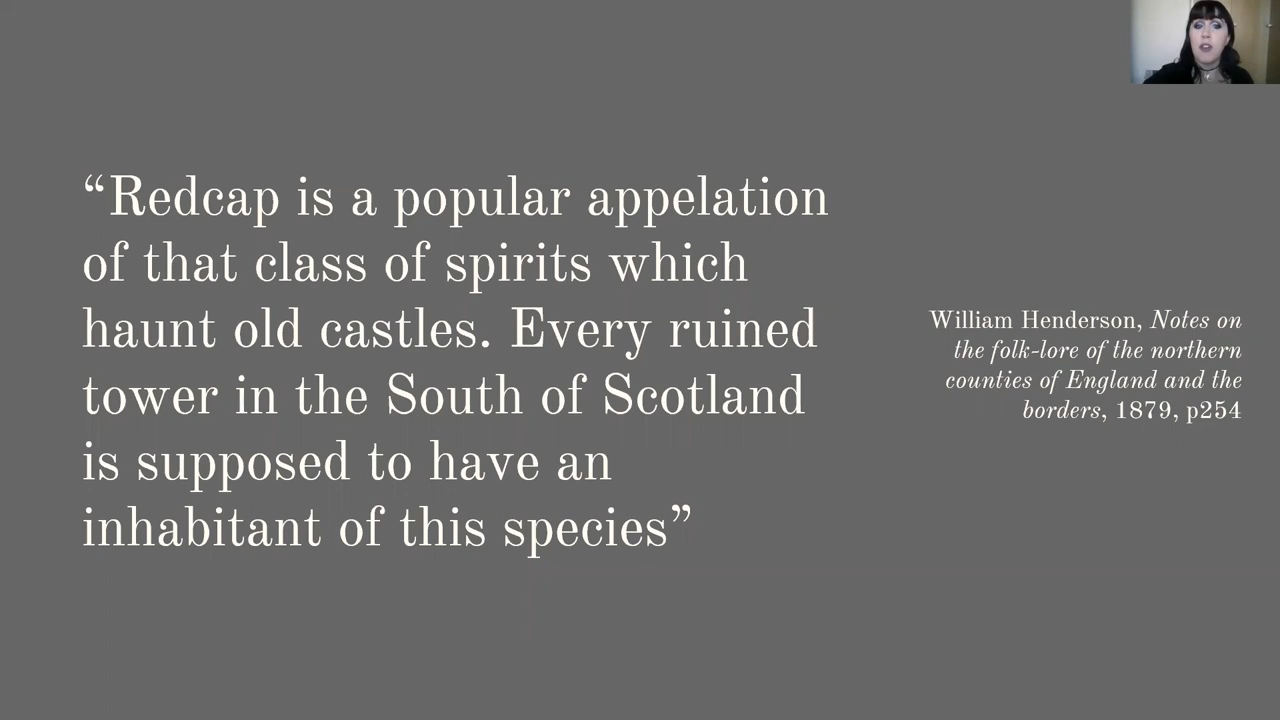 “Redcap is a popular appelation
of that class of spirits which
haunt old castles. Every ruined
tower in the South of Scotland
is supposed to have an
inhabitant of this species”
William Henderson, Notes on
the folk-lore of the northern
counties of England and the
borders, 1879, p254